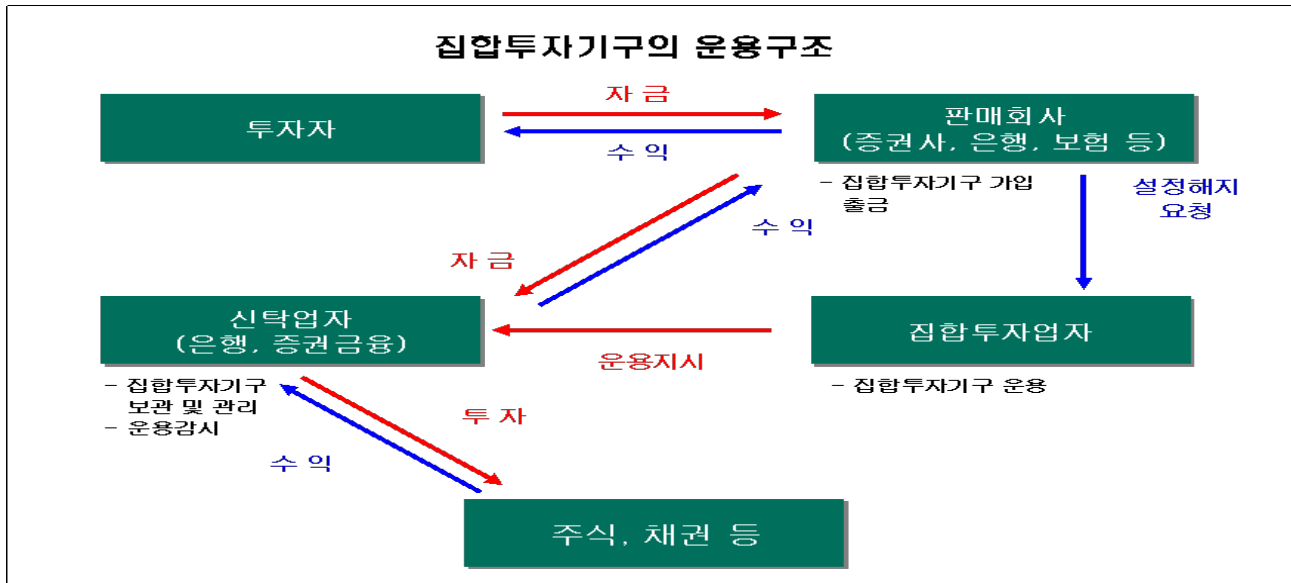 집합투자기구의 운용구조
투자자
자 금
수 익
판매회사
(증권사, 은행, 보험 등)
- 집합투자기구 가입
출금
설정해지
요청
수 익
자 금
신탁업자
(은행, 증권금융)
- 집합투자기구
보관 및 관리
- 운용감시
운용지시
집합투자업자
- 집합투자기구 운용
투 자
수 익
주식, 채권 등